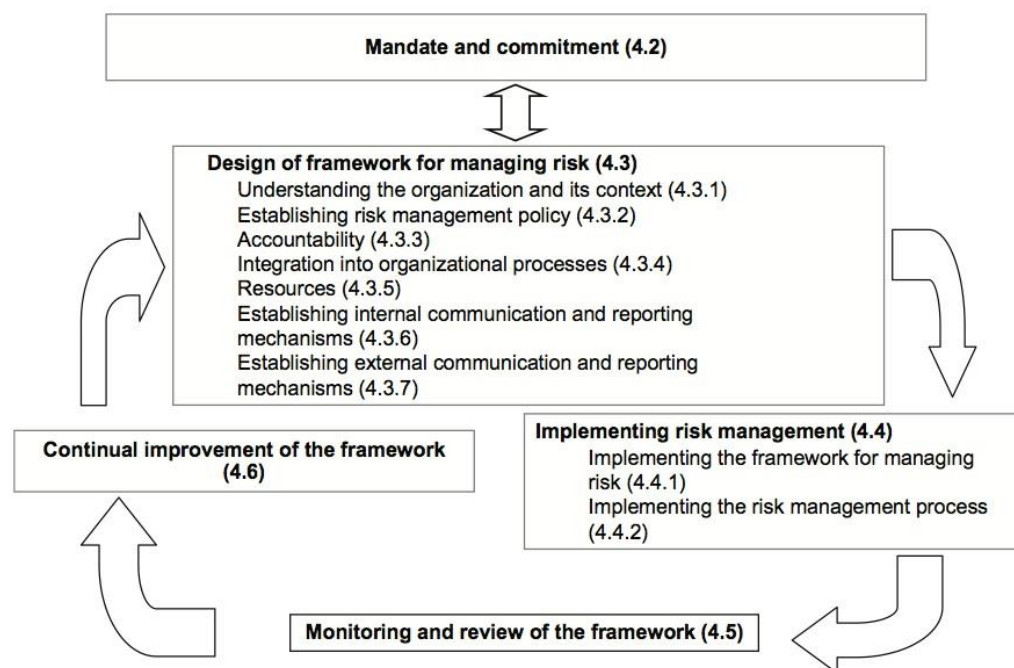 Mandate and commitment (4.2)
Design of framework for managing risk (4.3)
Understanding the organization and its context (4.3.1)
Establishing risk management policy (4.3.2)
Accountability (4.3.3)
Integration into organizational processes (4.3.4)
Resources (4.3.5)
Establishing internal communication and reporting
mechanisms (4.3.6)
Establishing external communication and reporting
mechanisms (4.3.7)
Implementing risk management (4.4)
Implementing the framework for managing
risk (4.4.1)
Implementing the risk management process
(4.4.2)
Continual improvement of the framework
(4.6)
Monitoring and review of the framework (4.5)